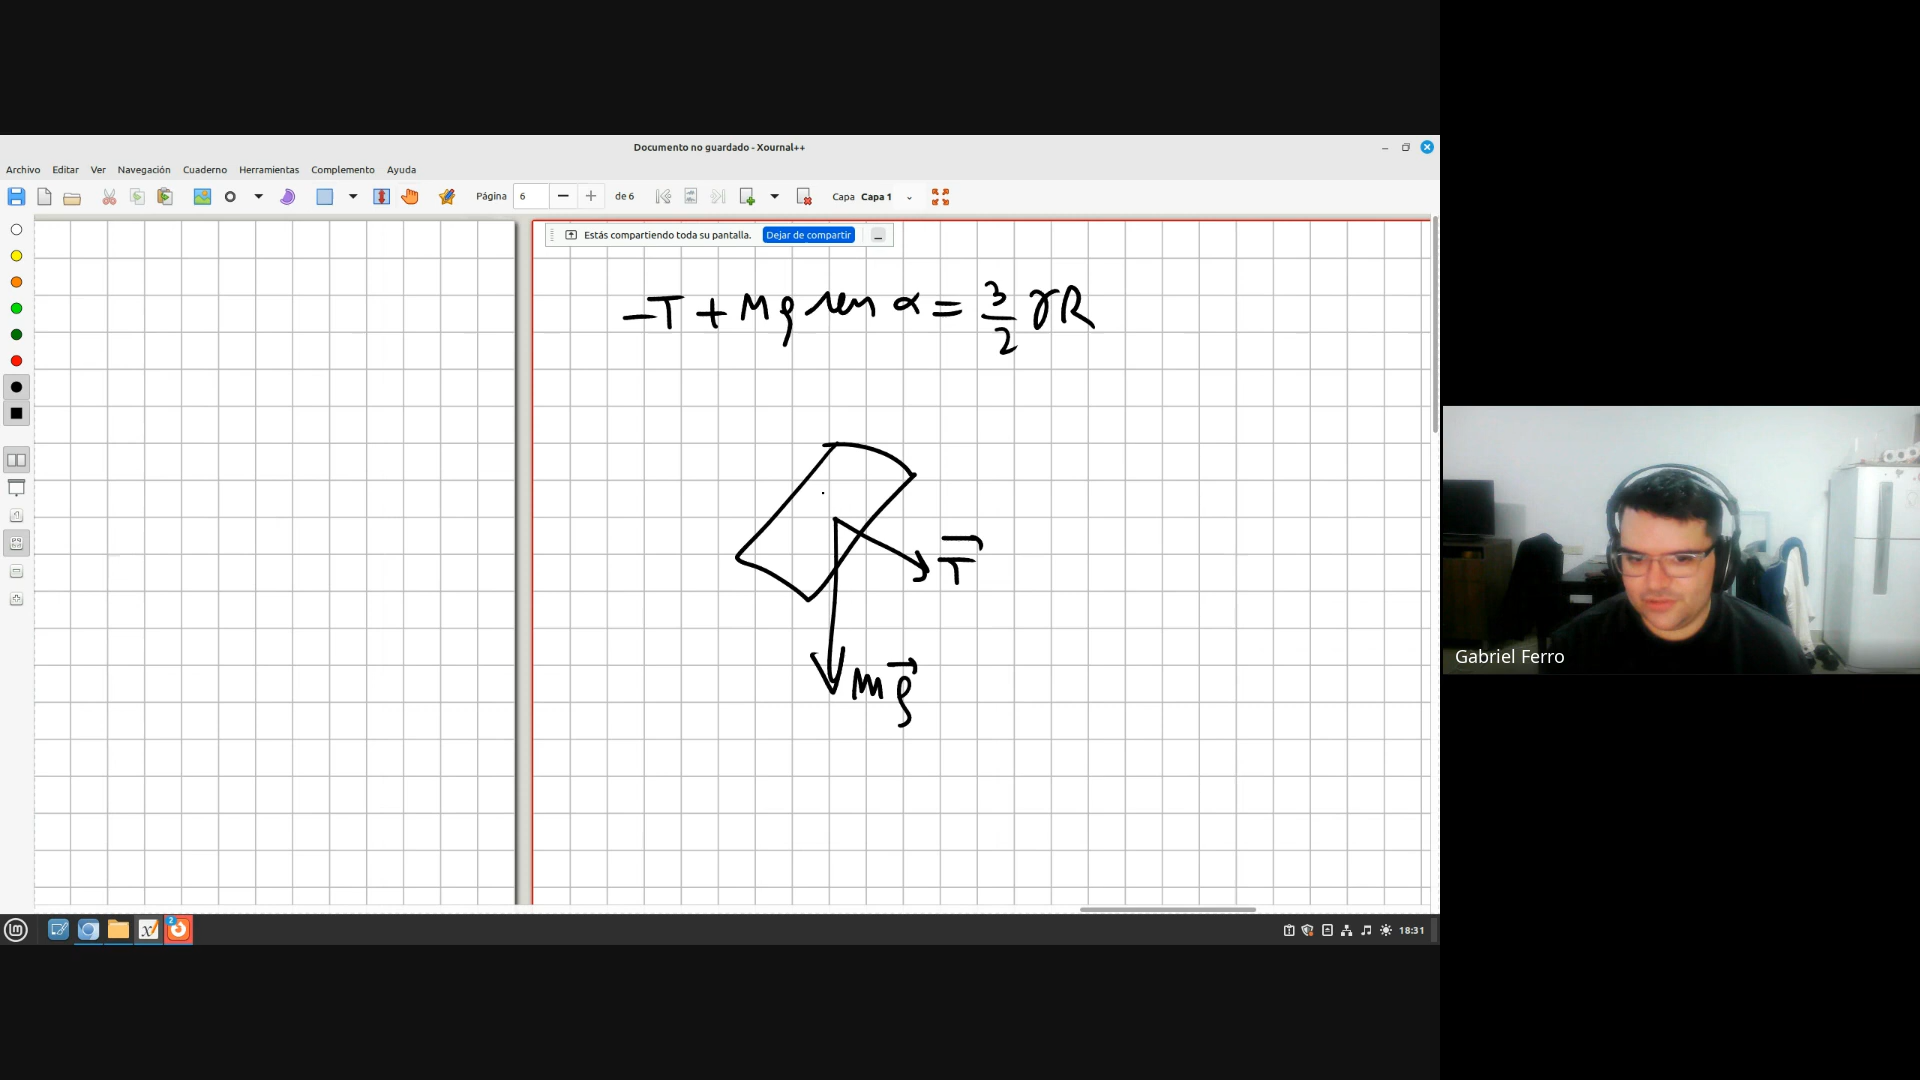 Documento no guardado - Xournal++
Archivo Editar Ver Navegación Cuaderno Herramientas Complemento Ayuda
Página 6 de 6 Capa Capa 1
Estás compartiendo toda su pantalla. Dejar de compartir
-T + Mg sen α = 3/2 γR
T
mg
Gabriel Ferro
2
18:31